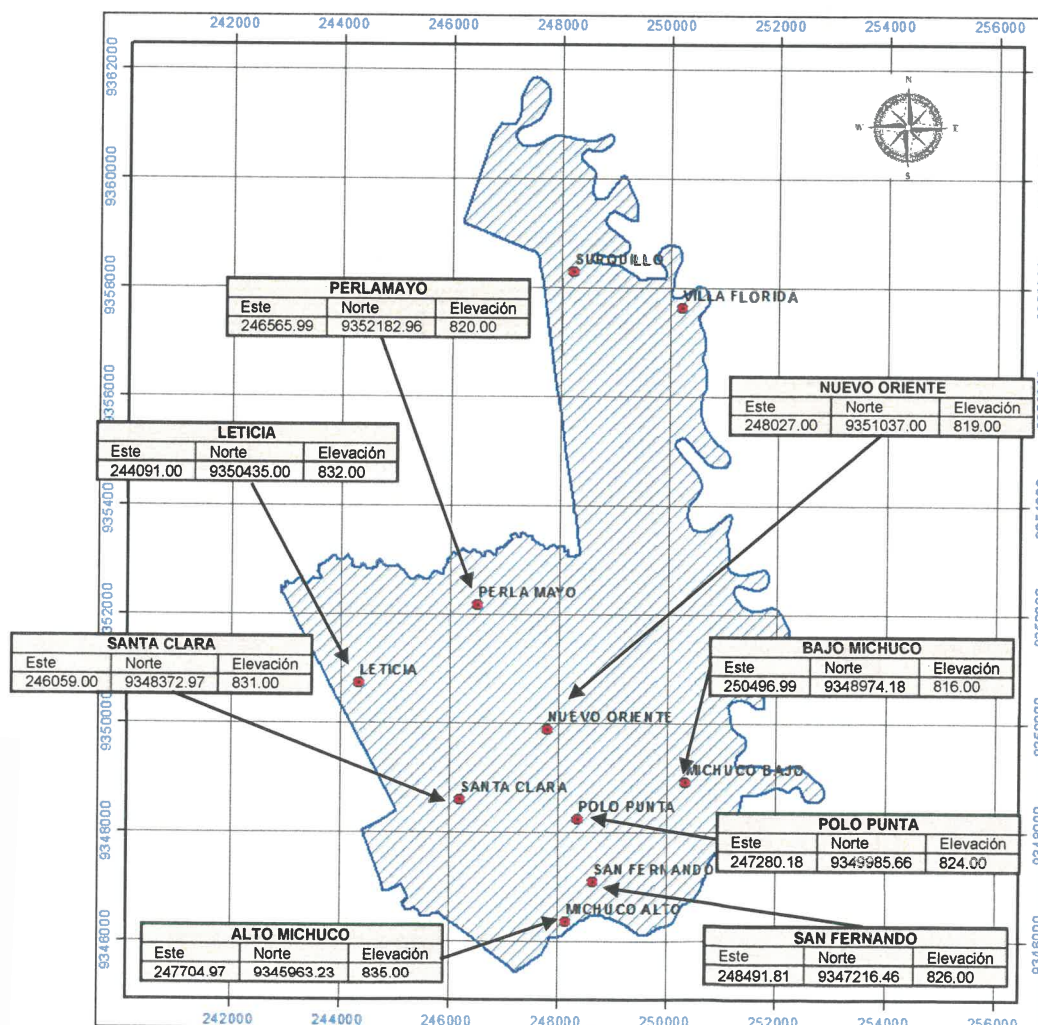 242000 244000 246000 248000 250000 252000 254000 256000
9362000
N
W E
S
9360000
SURQUILLO
9358000
VILLA FLORIDA
PERLAMAYO
Este Norte Elevación
246565.99 9352182.96 820.00
9356000
NUEVO ORIENTE
Este Norte Elevación
248027.00 9351037.00 819.00
LETICIA
Este Norte Elevación
244091.00 9350435.00 832.00
9354000
PERLA MAYO
9352000
SANTA CLARA
Este Norte Elevación
246059.00 9348372.97 831.00
LETICIA
BAJO MICHUCO
Este Norte Elevación
250496.99 9348974.18 816.00
9350000
NUEVO ORIENTE
MICHUCO BAJO
SANTA CLARA
POLO PUNTA
9348000
POLO PUNTA
Este Norte Elevación
247280.18 9349985.66 824.00
SAN FERNANDO
MICHUCO ALTO
9346000
9346000
ALTO MICHUCO
Este Norte Elevación
247704.97 9345963.23 835.00
SAN FERNANDO
Este Norte Elevación
248491.81 9347216.46 826.00
242000 244000 246000 248000 250000 252000 254000 256000